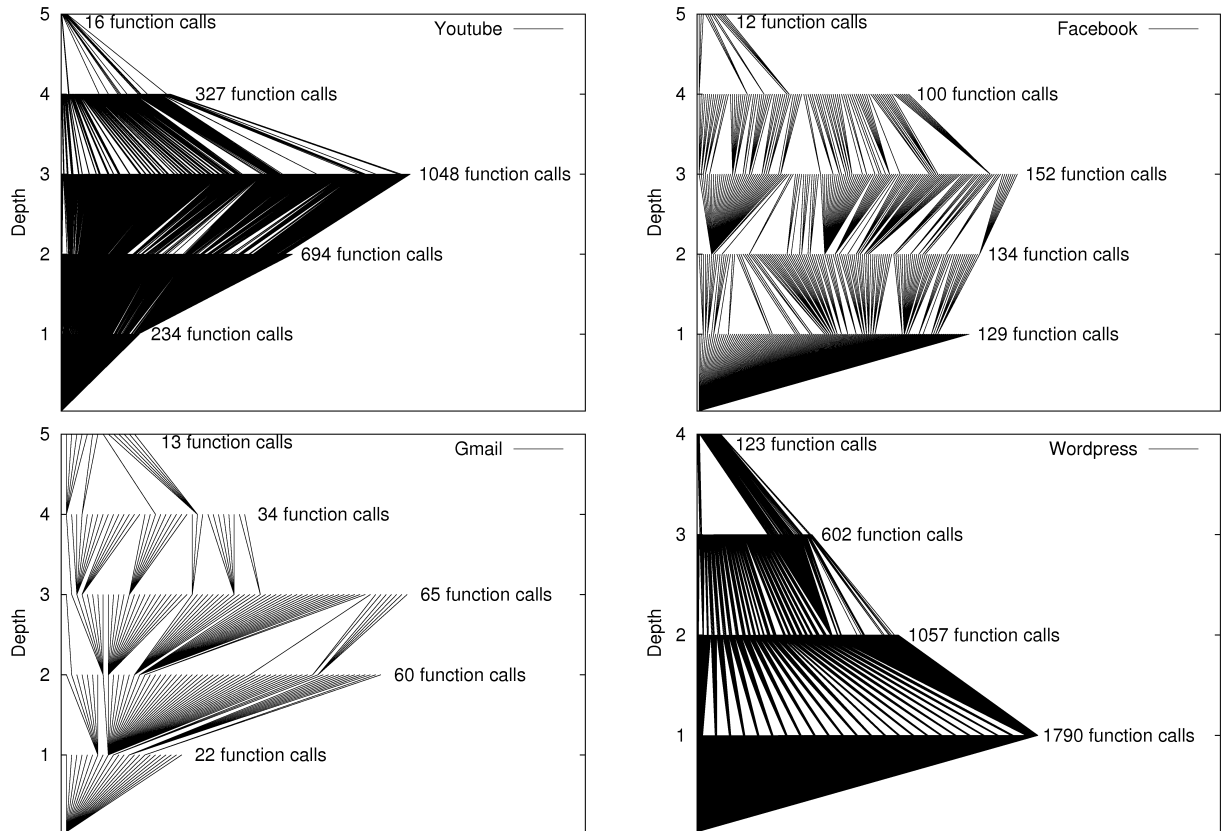 5
16 function calls
Youtube
4
327 function calls
3
1048 function calls
Depth
2
694 function calls
1
234 function calls
5
12 function calls
Facebook
4
100 function calls
3
152 function calls
Depth
2
134 function calls
1
129 function calls
5
13 function calls
Gmail
4
34 function calls
3
65 function calls
Depth
2
60 function calls
1
22 function calls
4
123 function calls
Wordpress
3
602 function calls
Depth
2
1057 function calls
1
1790 function calls